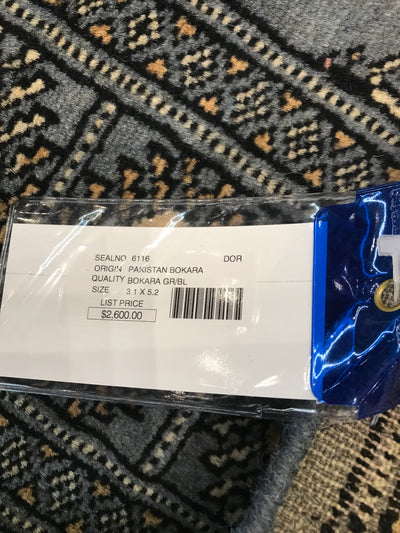 SEALNO 6116 DOR
ORIGIN PANISTAN BOKARA
QUALITY BOKARA GR/BL
SIZE 3.1 X 5.2
LIST PRICE
$2,600.00